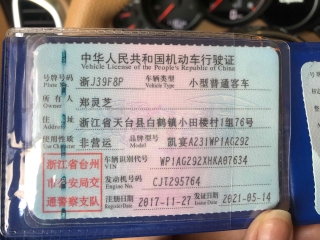 中华人民共和国机动车行驶证
Vehicle License of the People's Republic of China
号牌号码 浙J39F8P 车辆类型 小型普通客车
Plate No. Vehicle Type
所有人 郑灵芝
Owner
住址 浙江省天台县白鹤镇小田楼村1组76号
Address
使用性质 非营运 品牌型号 凯宴A231WP1AG292
Use Character Model
浙江省台州 车辆识别代号 WP1AG292XHKA07634
VIN
市公安局交 发动机号码 CJT295764
Engine No.
通警察支队 注册日期 2017-11-27 发证日期 2021-05-14
Register Date Issue Date